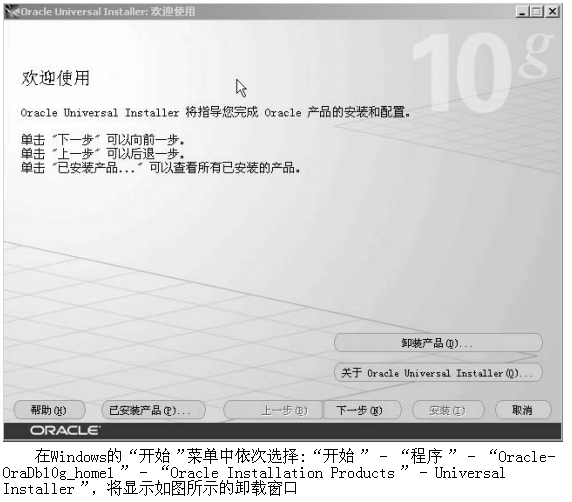 Oracle Universal Installer: 欢迎使用
10g
欢迎使用
Oracle Universal Installer 将指导您完成 Oracle 产品的安装和配置。
单击 "下一步" 可以向前一步。
单击 "上一步" 可以后退一步。
单击 "已安装产品..." 可以查看所有已安装的产品。
卸装产品(D)...
关于 Oracle Universal Installer(O)...
帮助(H) 已安装产品(P)... 上一步(B) 下一步(N) 安装(I) 取消
ORACLE
在Windows的“开始”菜单中依次选择:“开始” - “程序” - “Oracle-
OraDb10g_home1” - “Oracle Installation Products” - Universal
Installer”, 将显示如图所示的卸载窗口